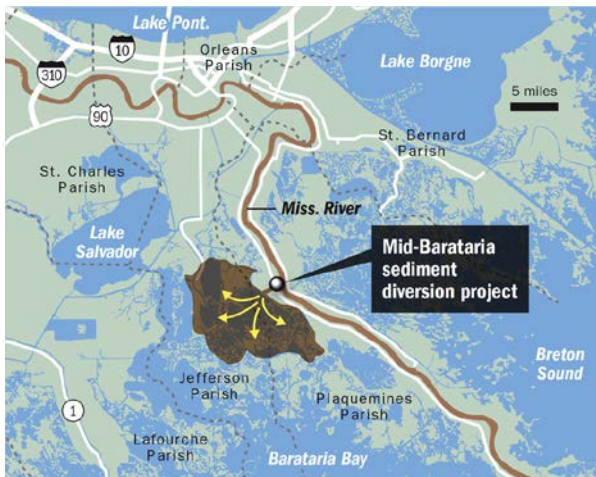 Lake Pont.
10
Orleans
Parish
Lake Borgne
310
5 miles
90
St. Bernard
Parish
St. Charles
Parish
Miss. River
Lake
Salvador
Mid-Barataria
sediment
diversion project
Breton
Sound
Jefferson
Parish
Plaquemines
Parish
1
Lafourche
Parish
Barataria Bay